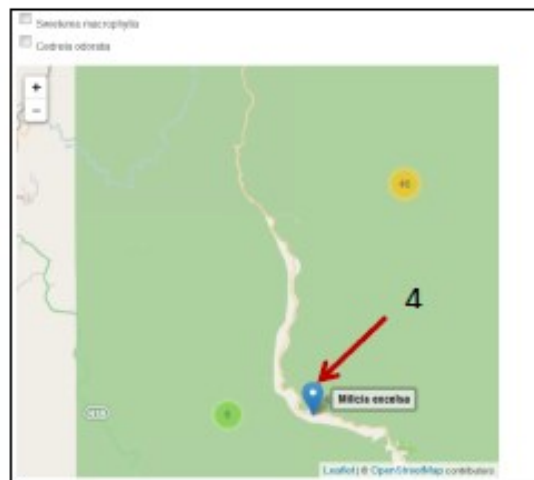 Swietenia macrophylla
Cedrela odorata
+
−
4
Milicia excelsa
Leaflet | © OpenStreetMap contributors